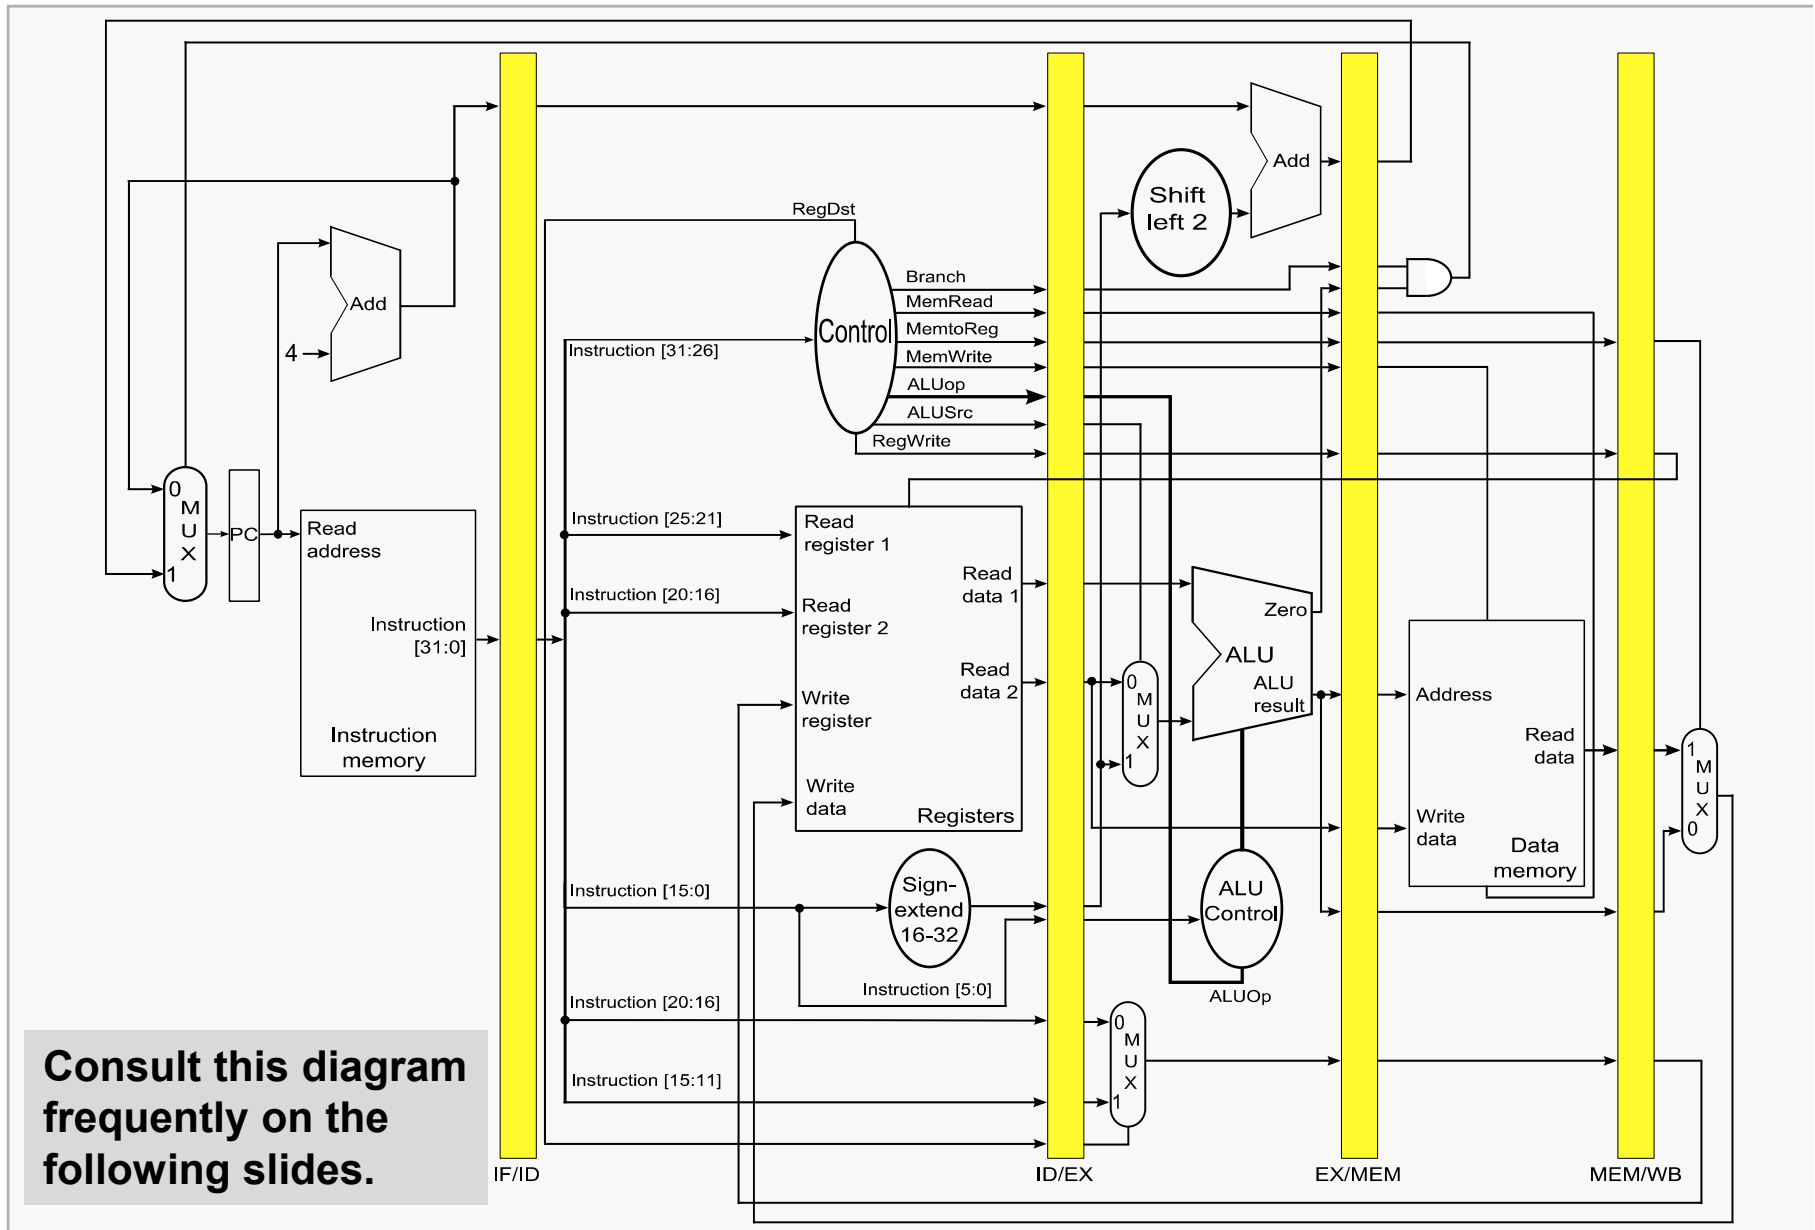 Add
Shift
left 2
RegDst
Add
4
Control
Branch
MemRead
MemtoReg
MemWrite
ALUop
ALUSrc
RegWrite
Instruction [31:26]
0
M
U
X
1
PC
Read
address
Instruction
[31:0]
Instruction
memory
Instruction [25:21]
Instruction [20:16]
Read
register 1
Read
register 2
Write
register
Write
data
Read
data 1
Read
data 2
Registers
0
M
U
X
1
Zero
ALU
ALU
result
Address
Read
data
Write
data
Data
memory
1
M
U
X
0
Instruction [15:0]
Sign-
extend
16-32
ALU
Control
Instruction [5:0]
ALUOp
Instruction [20:16]
Instruction [15:11]
0
M
U
X
1
Consult this diagram
frequently on the
following slides.
IF/ID
ID/EX
EX/MEM
MEM/WB